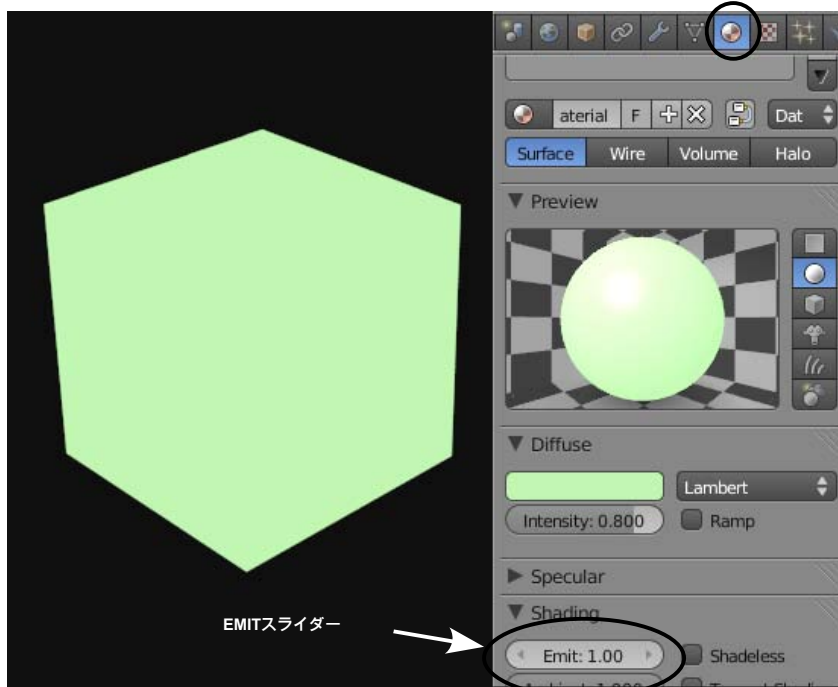 aterial F Dat
Surface Wire Volume Halo
Preview
Diffuse
Lambert
Intensity: 0.800 Ramp
Specular
Shading
EMITスライダー
Emit: 1.00 Shadeless